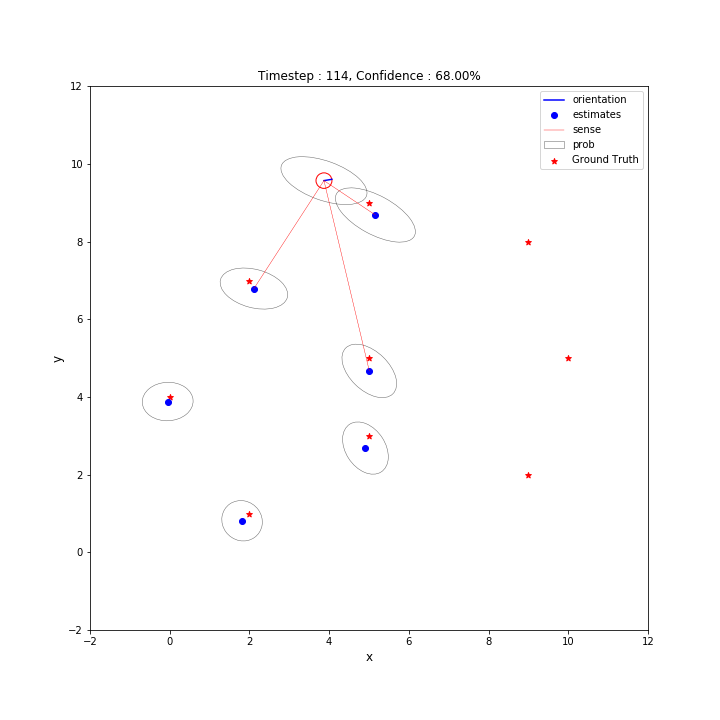 Timestep : 114, Confidence : 68.00%
orientation
estimates
sense
prob
Ground Truth
12
10
8
6
4
2
0
−2
y
−2
0
2
4
6
8
10
12
x